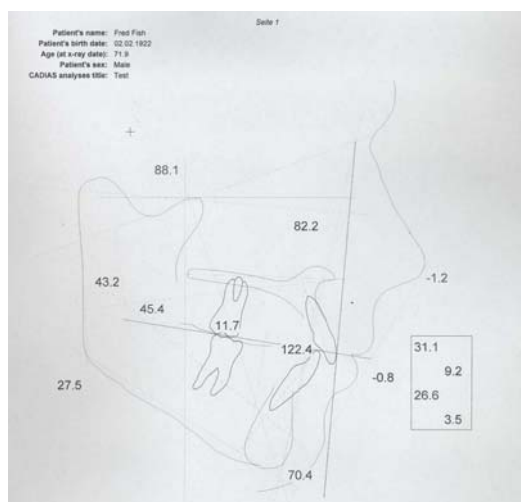 Seite 1
Patient's name: Fred Fish
Patient's birth date: 02.02.1922
Age (at x-ray date): 71.9
Patient's sex: Male
CADIAS analyses title: Test
88.1
82.2
-1.2
43.2
45.4
11.7
122.4
31.1
9.2
-0.8
27.5
26.6
3.5
70.4